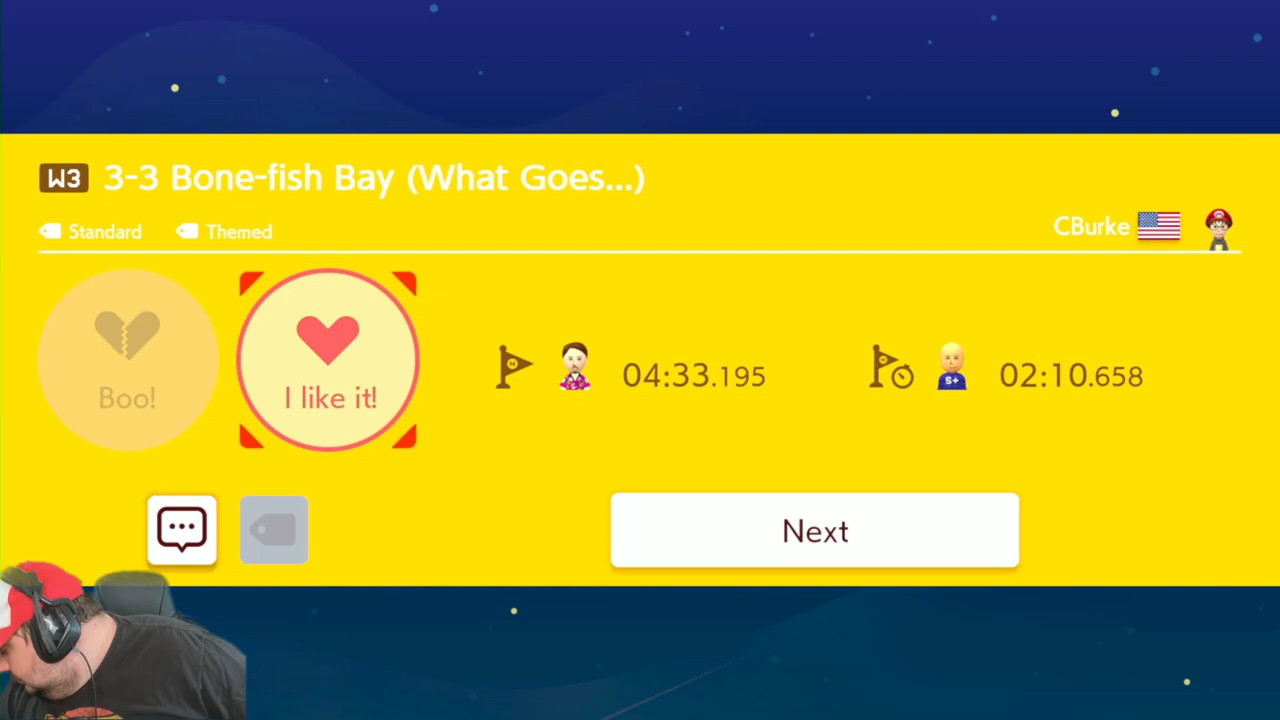 W3 3-3 Bone-fish Bay (What Goes...)
Standard Themed
CBurke
Boo!
I like it!
M
04:33.195
M
S+
02:10.658
Next